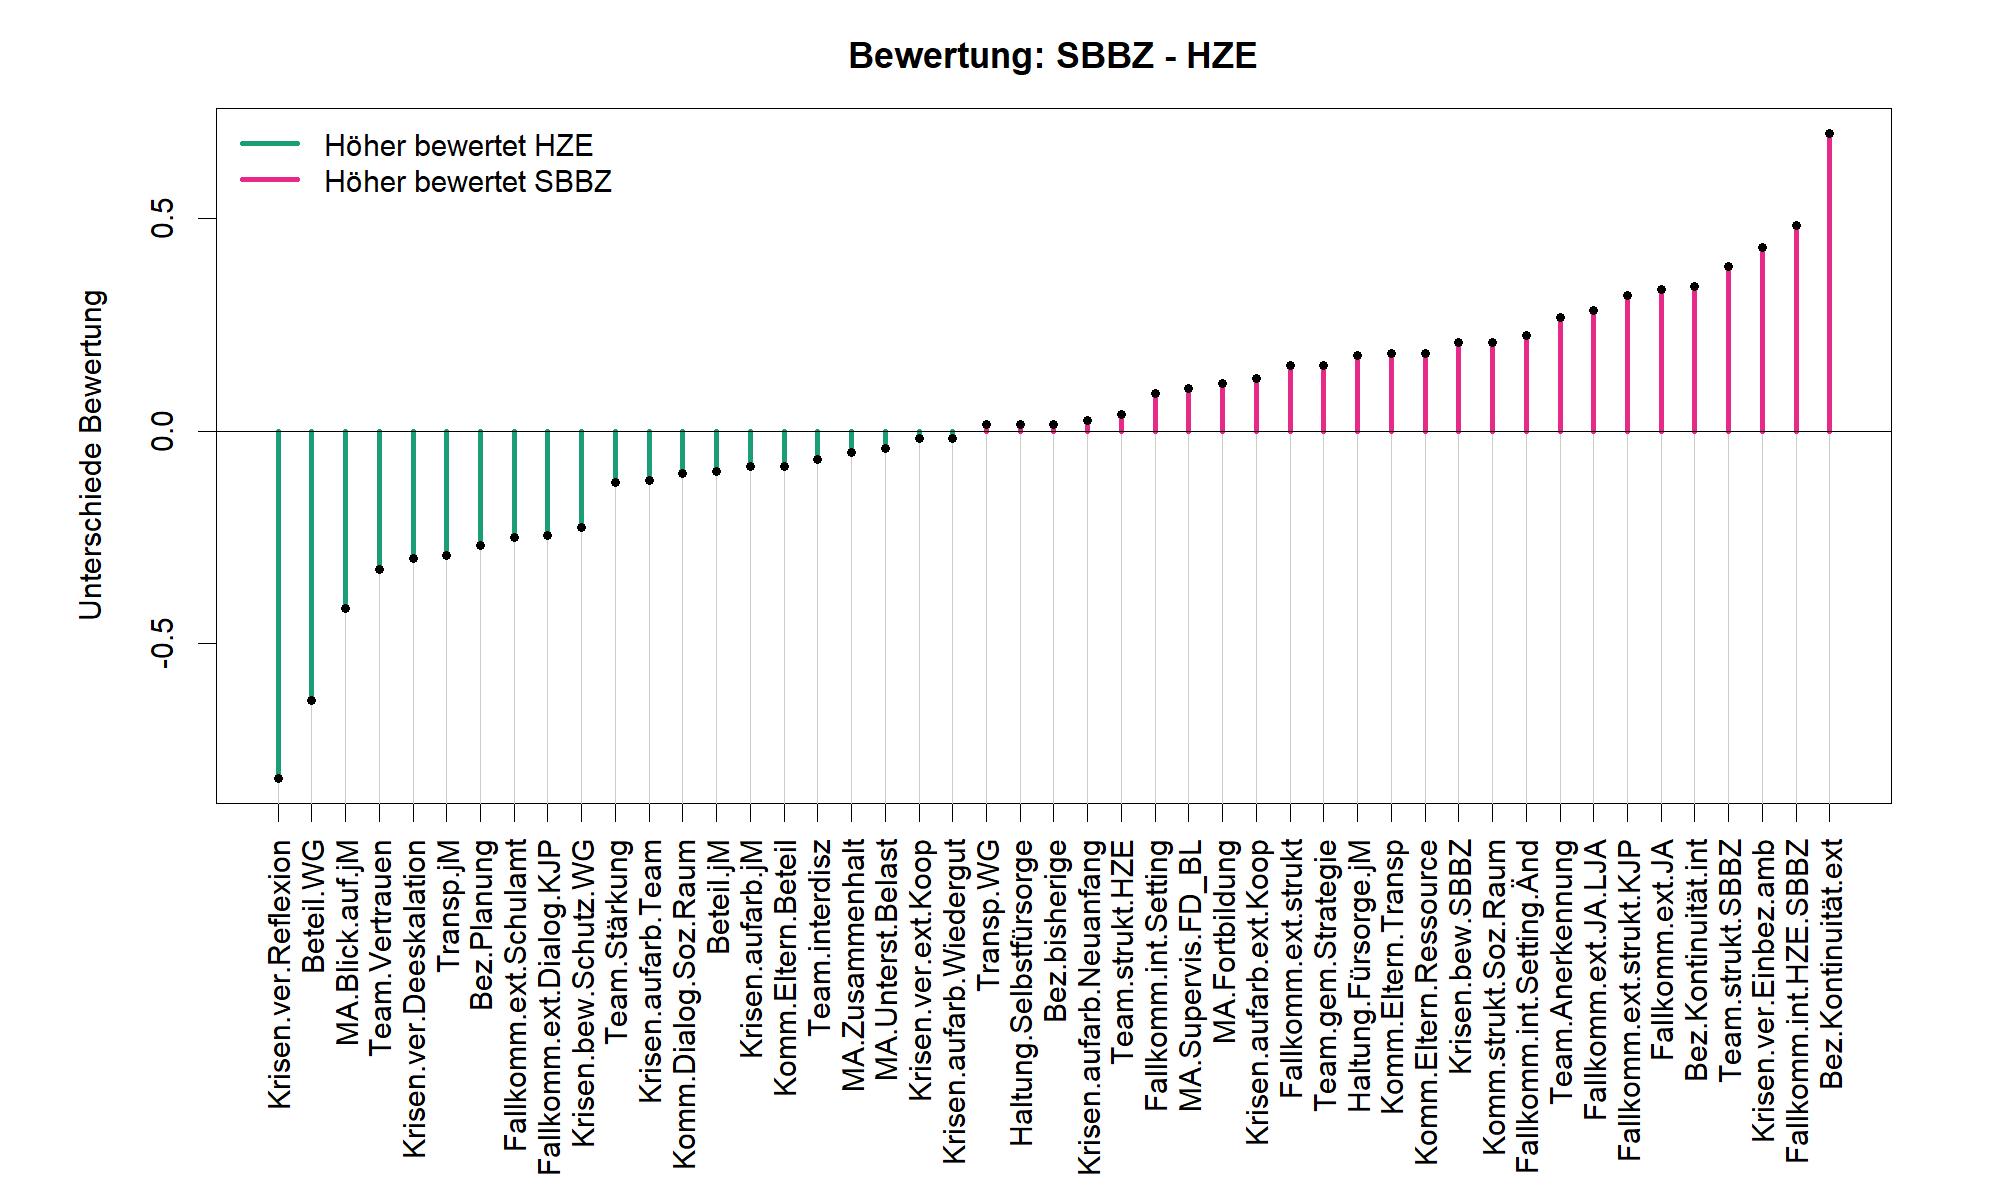 Bewertung: SBBZ - HZE
Höher bewertet HZE
Höher bewertet SBBZ
Unterschiede Bewertung
0.5
0.0
-0.5
Krisen.ver.Reflexion
Beteil.WG
MA.Blick.auf.jM
Team.Vertrauen
Krisen.ver.Deeskalation
Transp.jM
Bez.Planung
Fallkomm.ext.Schulamt
Fallkomm.ext.Dialog.KJP
Krisen.bew.Schutz.WG
Team.Stärkung
Krisen.aufarb.Team
Komm.Dialog.Soz.Raum
Beteil.jM
Krisen.aufarb.jM
Komm.Eltern.Beteil
Team.interdisz
MA.Zusammenhalt
MA.Unterst.Belast
Krisen.ver.ext.Koop
Krisen.aufarb.Wiedergut
Transp.WG
Haltung.Selbstfürsorge
Bez.bisherige
Krisen.aufarb.Neuanfang
Team.strukt.HZE
Fallkomm.int.Setting
MA.Supervis.FD_BL
MA.Fortbildung
Krisen.aufarb.ext.Koop
Fallkomm.ext.strukt
Team.gem.Strategie
Haltung.Fürsorge.jM
Komm.Eltern.Transp
Komm.Eltern.Ressource
Krisen.bew.SBBZ
Komm.strukt.Soz.Raum
Fallkomm.int.Setting.Änd
Team.Anerkennung
Fallkomm.ext.JA.LJA
Fallkomm.ext.strukt.KJP
Fallkomm.ext.JA
Bez.Kontinuität.int
Team.strukt.SBBZ
Krisen.ver.Einbez.amb
Fallkomm.int.HZE.SBBZ
Bez.Kontinuität.ext